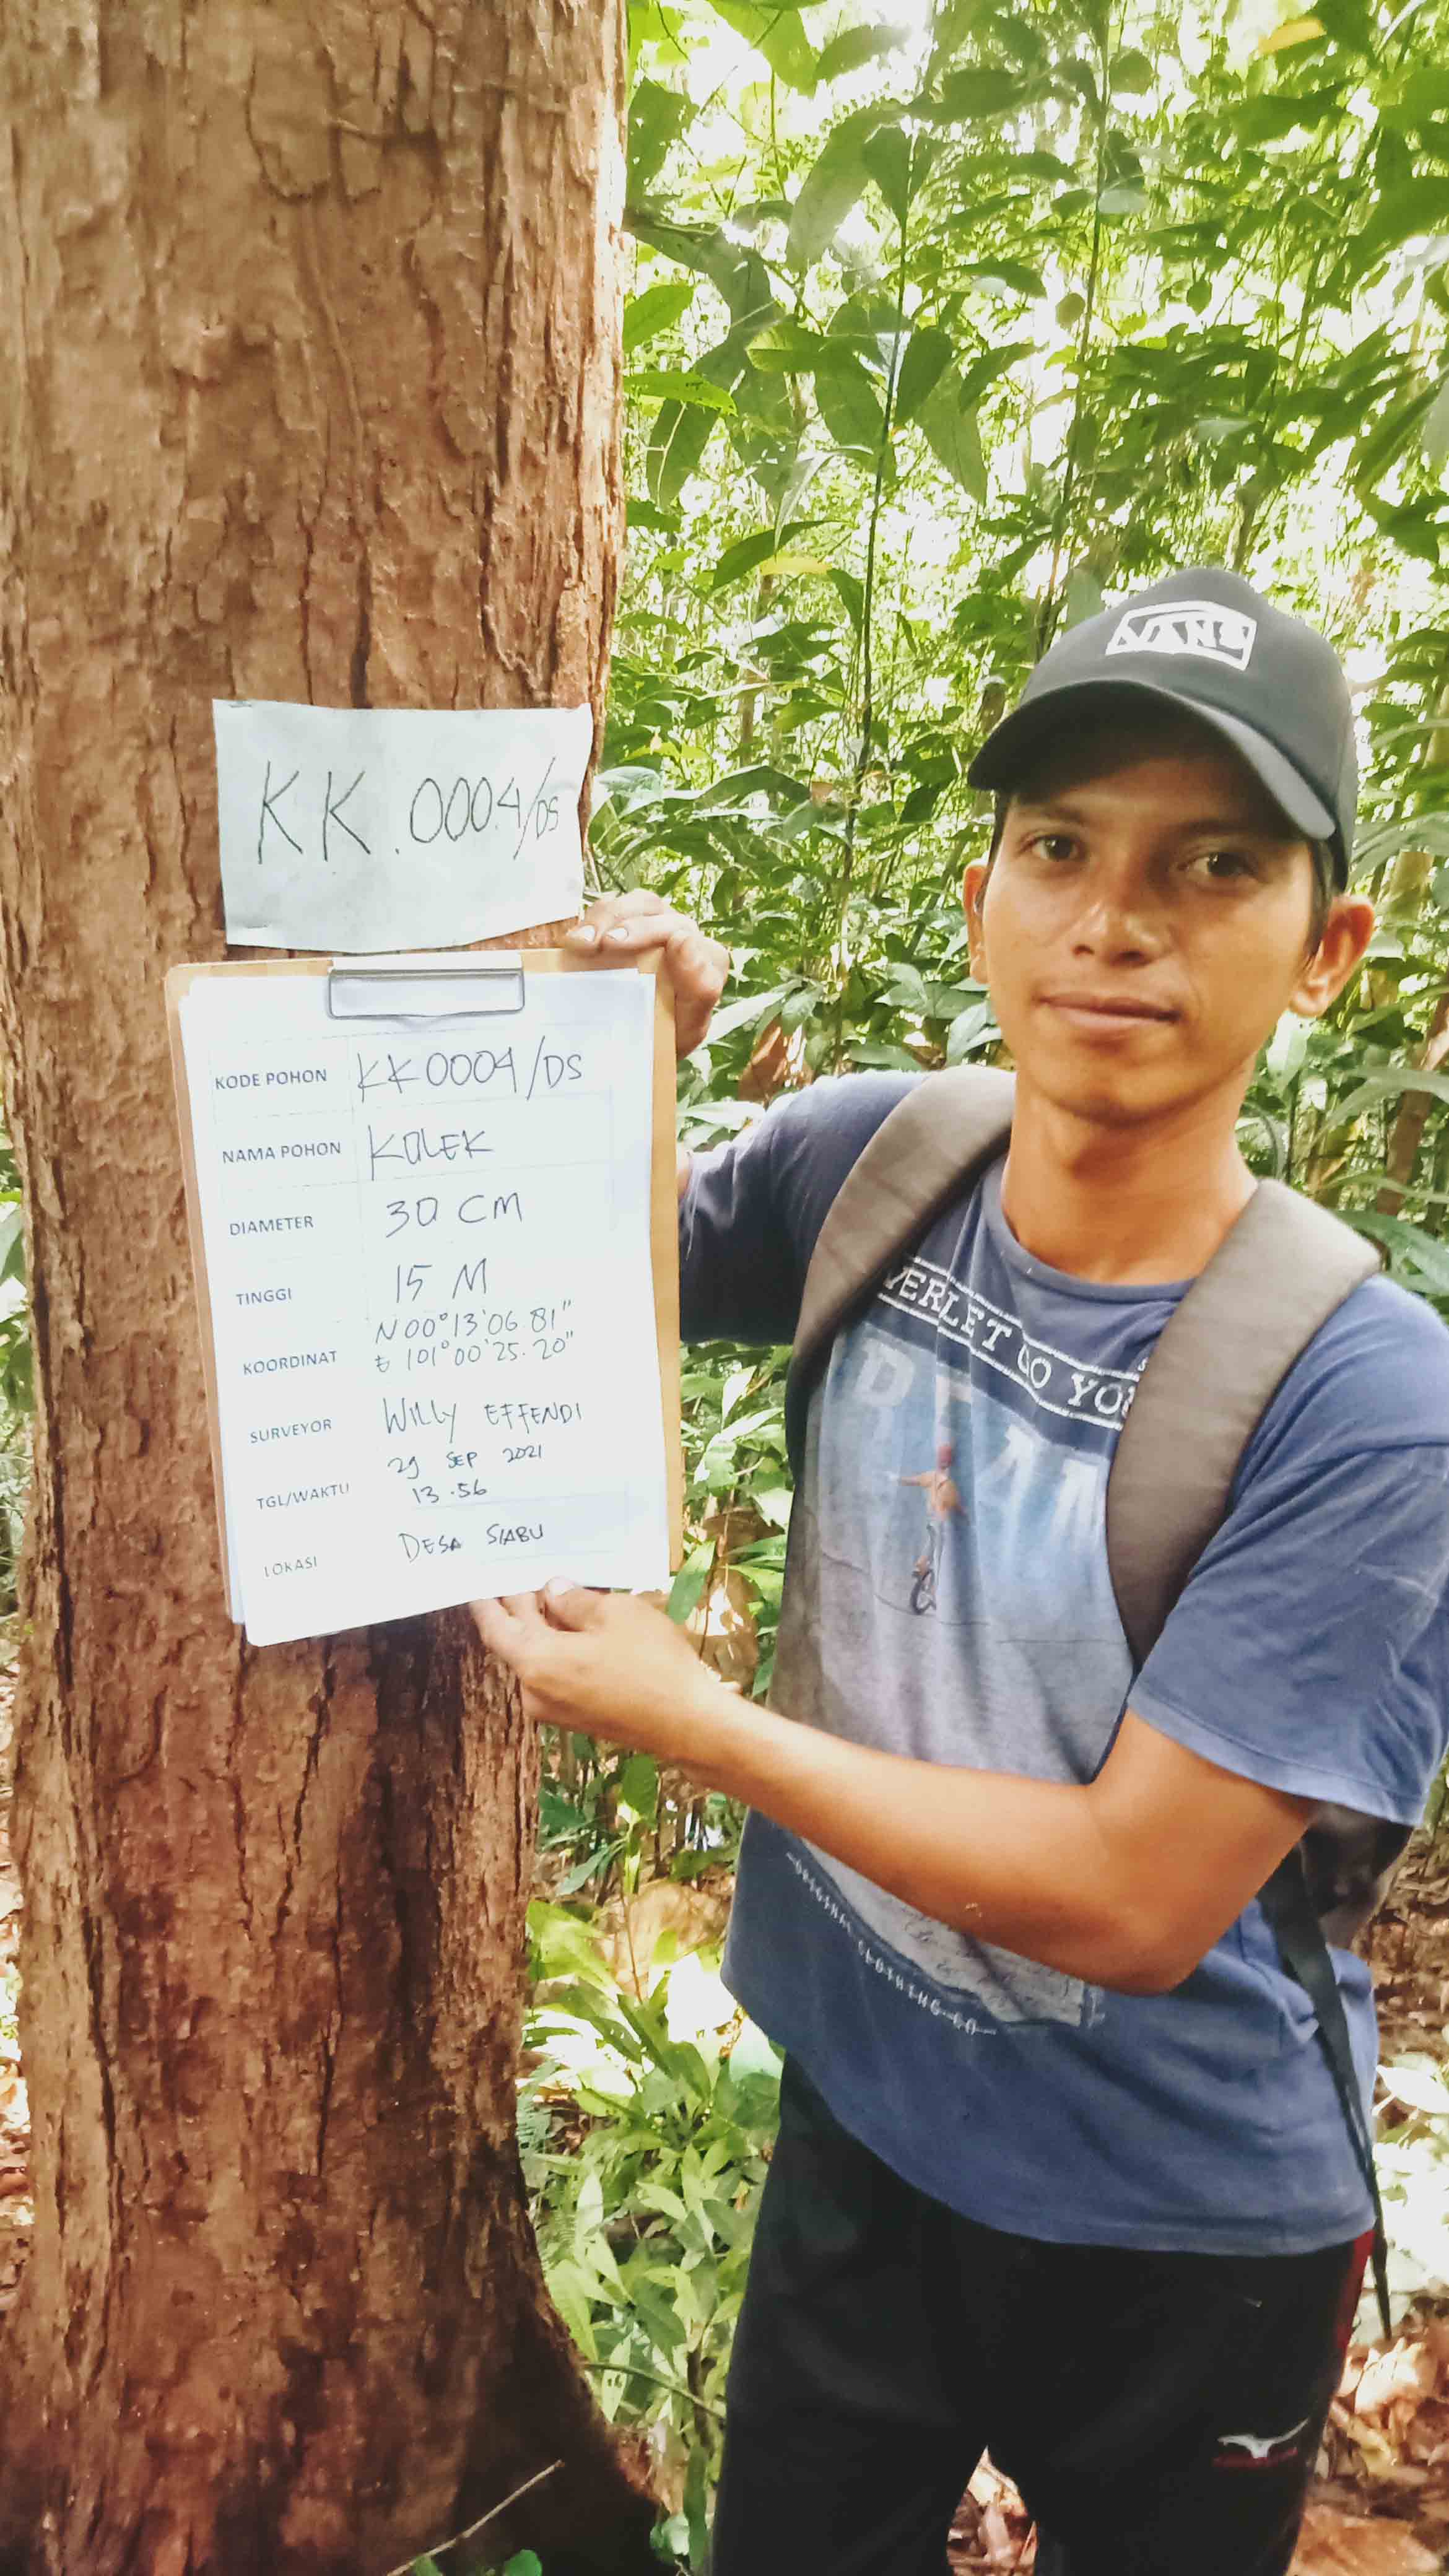 VANS
KK.0004/DS
KODE POHON KK0004/DS
NAMA POHON KOLEK
DIAMETER 30 CM
TINGGI 15 M
KOORDINAT N 00°13'06.81"
E 101°00'25.20"
SURVEYOR WILLY EFFENDI
TGL/WAKTU 29 SEP 2021
13.56
LOKASI DESA SIABU
LET GO YOU
ORIGINAL CLOTHING CO